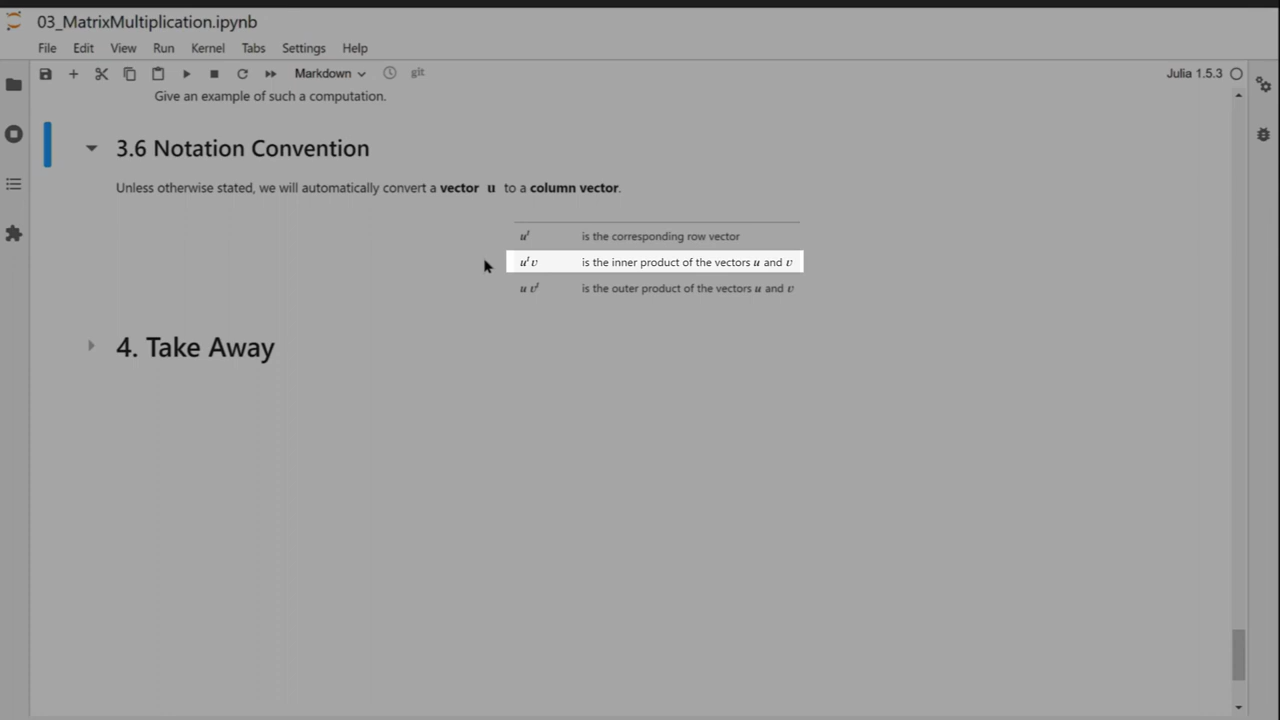 03_MatrixMultiplication.ipynb
File Edit View Run Kernel Tabs Settings Help
Markdown git Julia 1.5.3
Give an example of such a computation.
3.6 Notation Convention
Unless otherwise stated, we will automatically convert a vector u to a column vector.
uᵗ is the corresponding row vector
uᵗ v is the inner product of the vectors u and v
u vᵗ is the outer product of the vectors u and v
4. Take Away